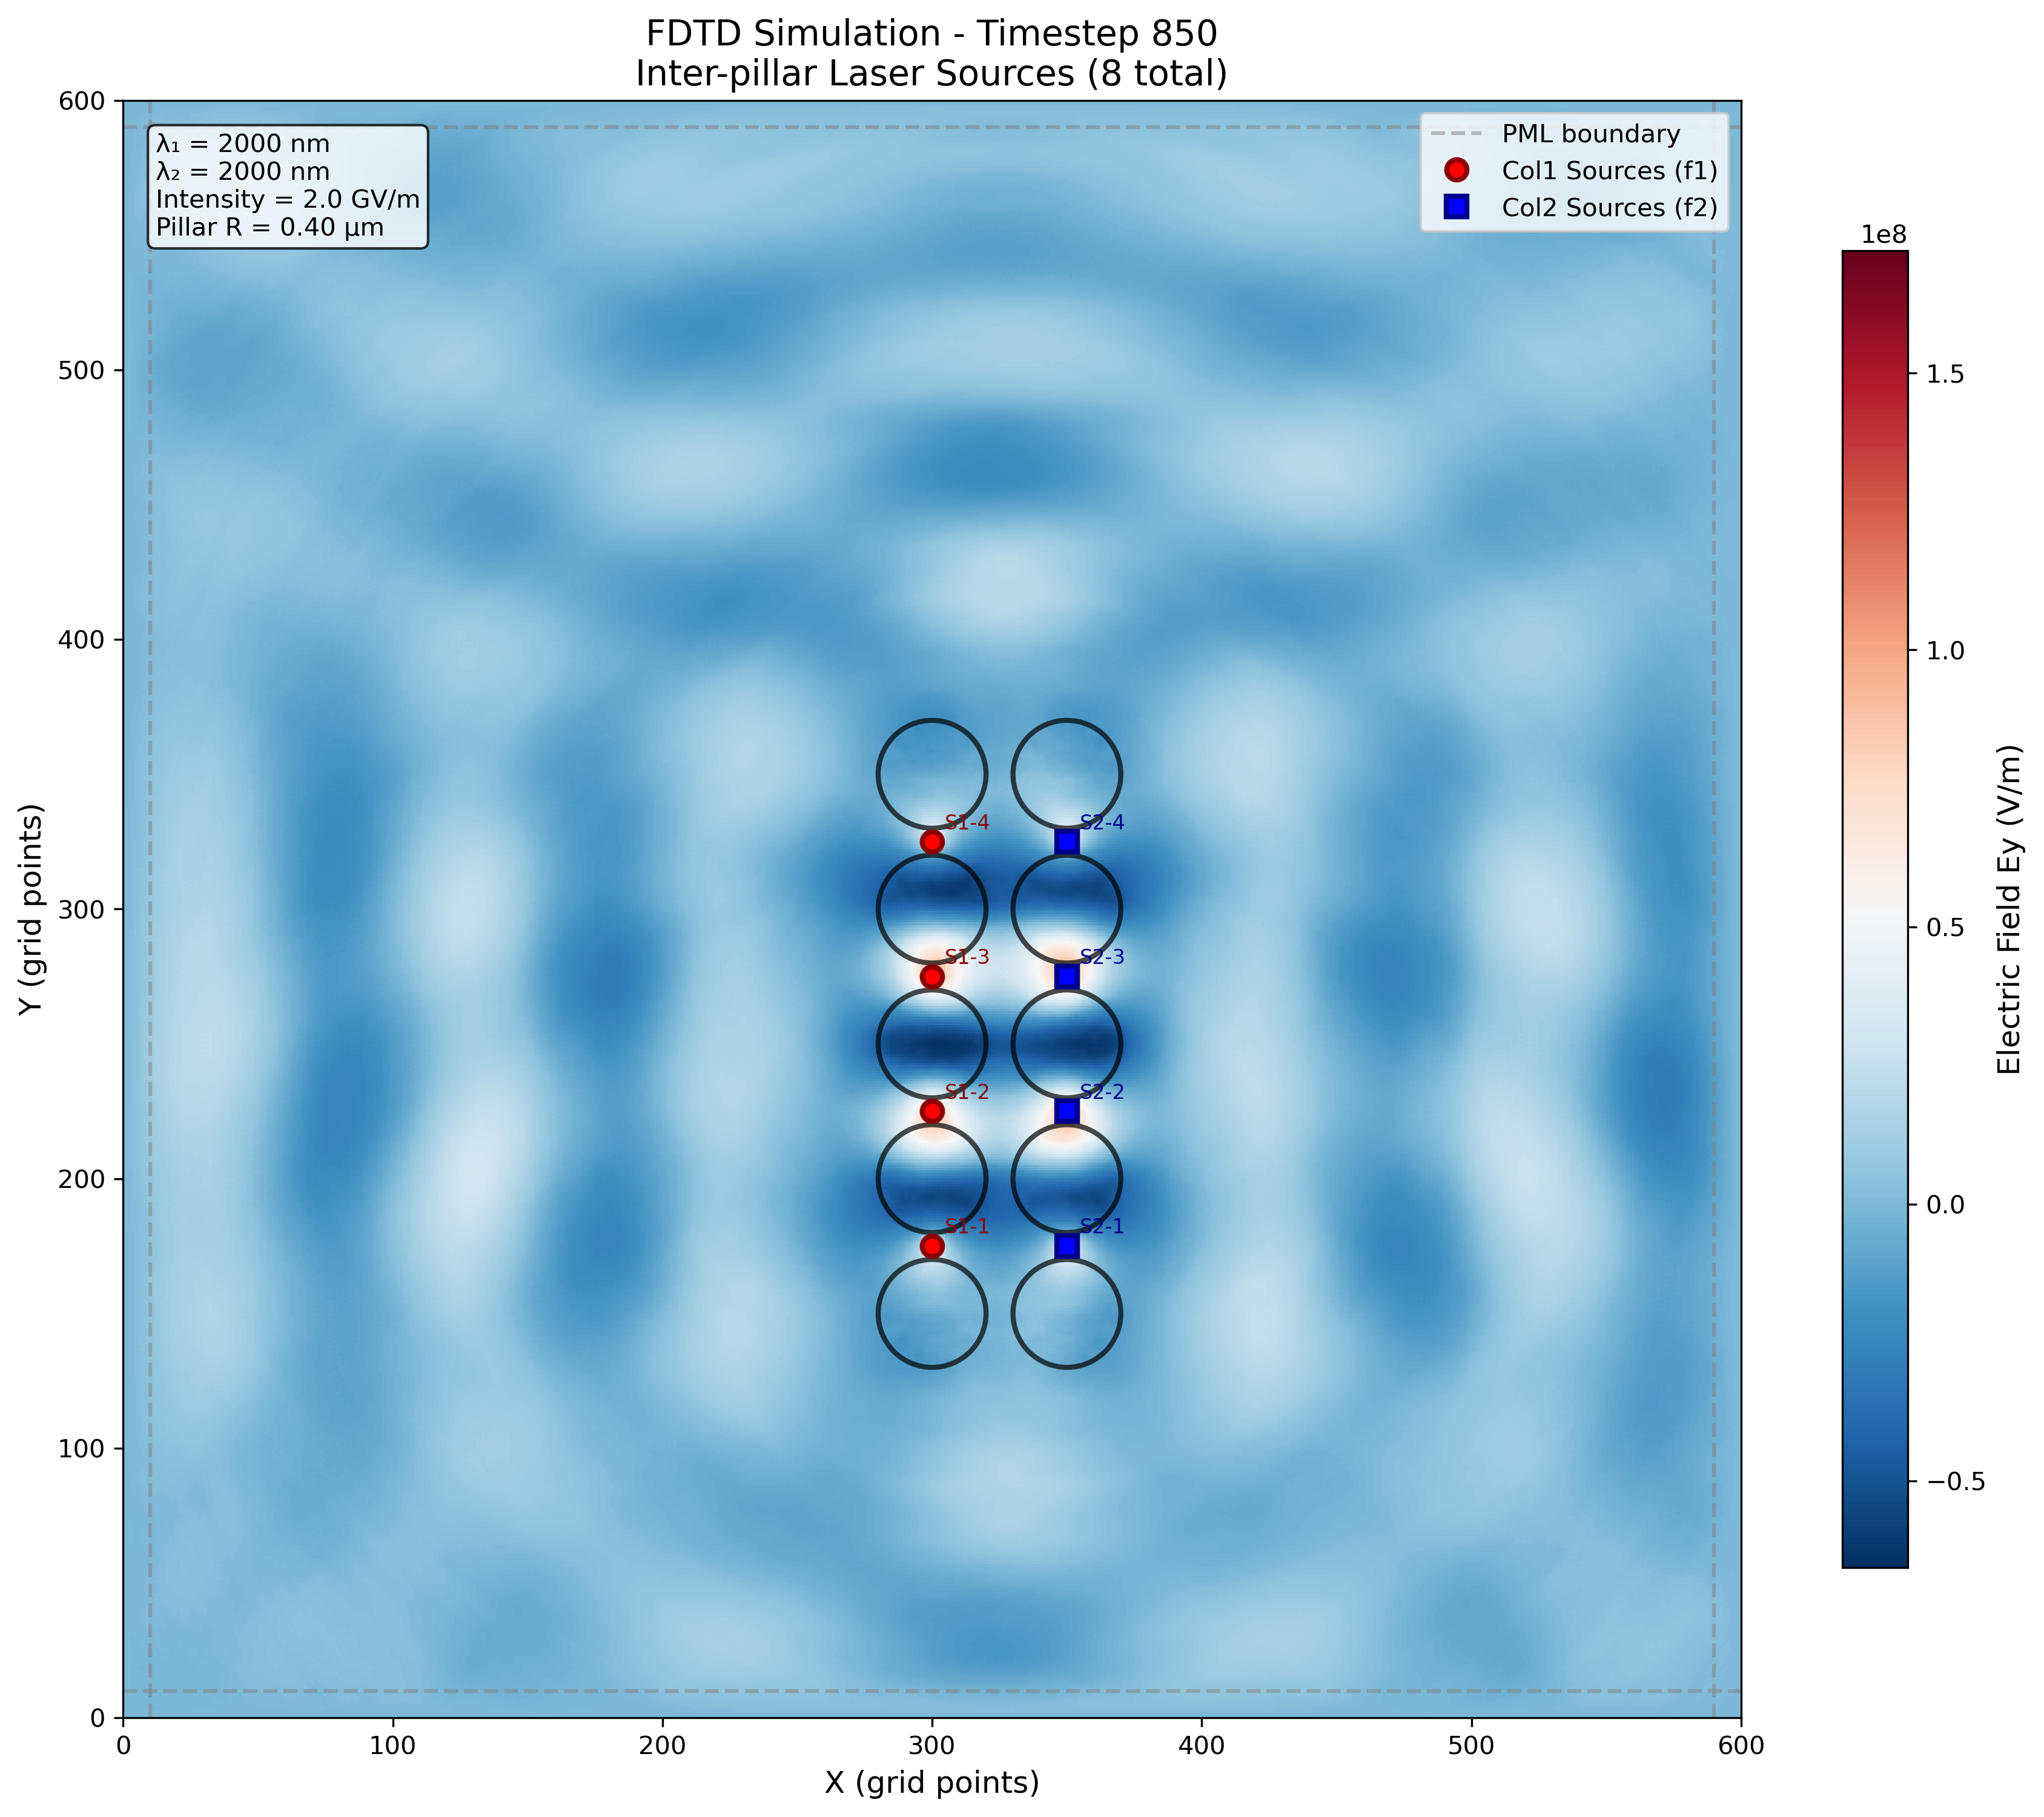 FDTD Simulation - Timestep 850
Inter-pillar Laser Sources (8 total)
λ₁ = 2000 nm
λ₂ = 2000 nm
Intensity = 2.0 GV/m
Pillar R = 0.40 μm
PML boundary
Col1 Sources (f1)
Col2 Sources (f2)
S1-4
S2-4
S1-3
S2-3
S1-2
S2-2
S1-1
S2-1
600
500
400
300
200
100
0
Y (grid points)
0
100
200
300
400
500
600
X (grid points)
1e8
1.5
1.0
0.5
0.0
−0.5
Electric Field Ey (V/m)